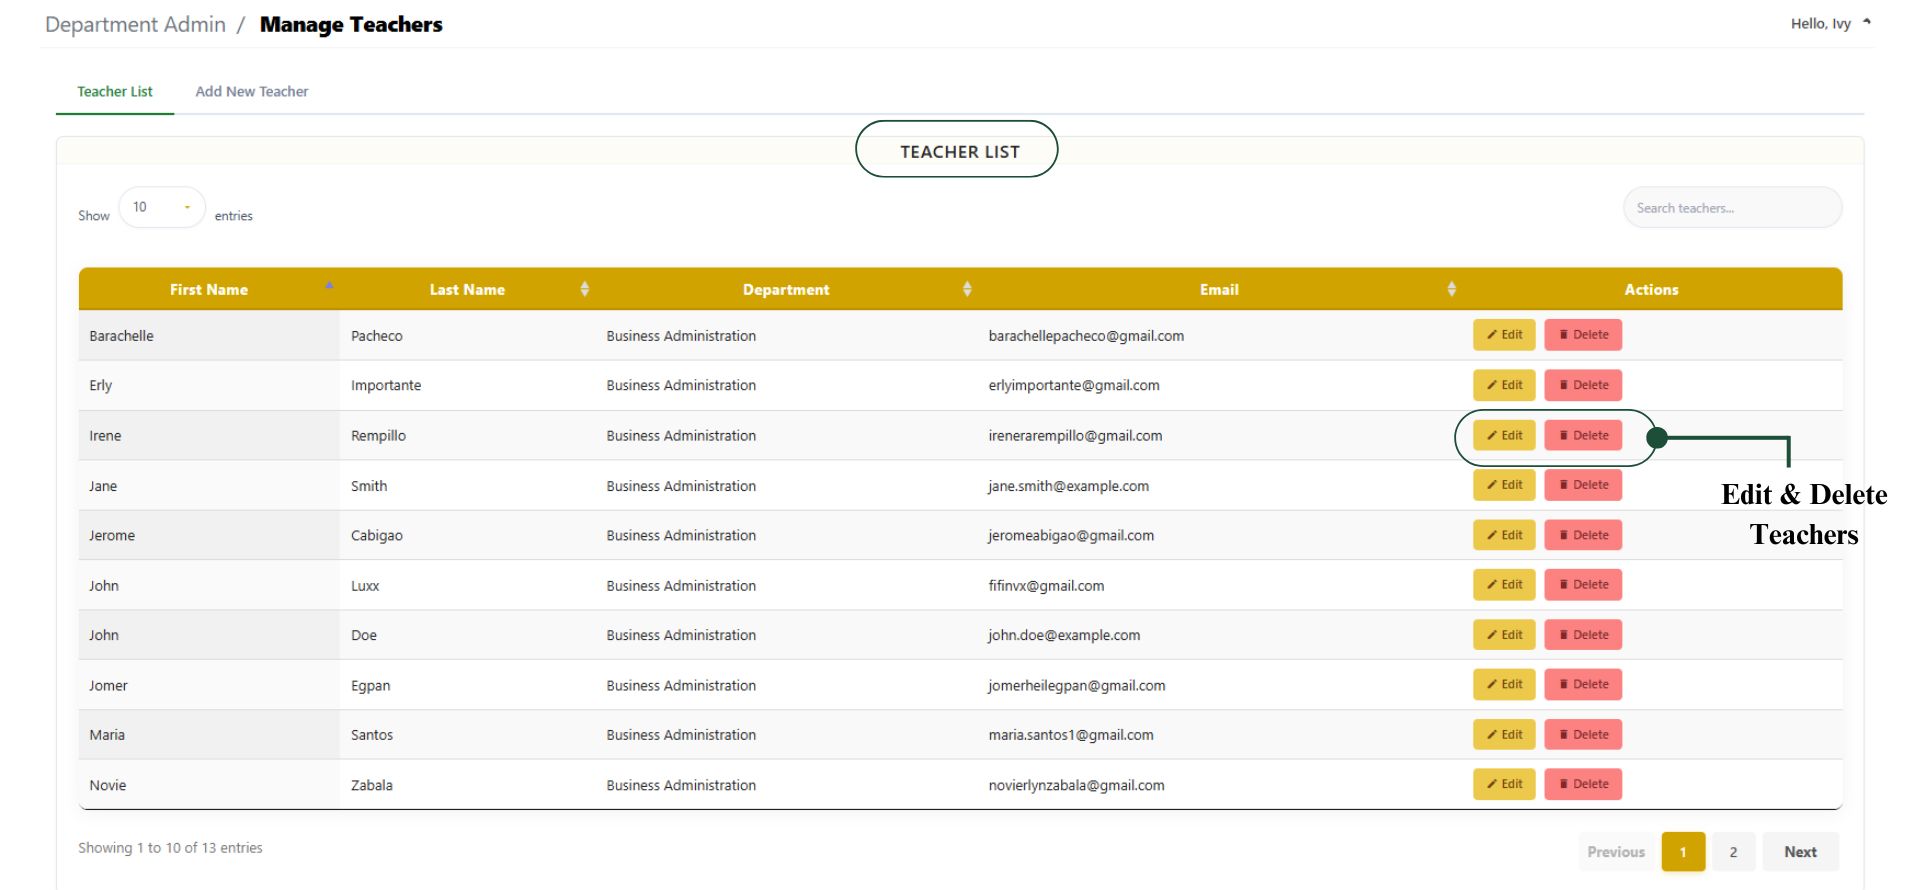 Department Admin / Manage Teachers
Hello, Ivy
Teacher List Add New Teacher
TEACHER LIST
Show 10 entries
Search teachers...
First Name Last Name Department Email Actions
Barachelle Pacheco Business Administration barachellepacheco@gmail.com Edit Delete
Erly Importante Business Administration erlyimportante@gmail.com Edit Delete
Irene Rempillo Business Administration irenerarempillo@gmail.com Edit Delete
Jane Smith Business Administration jane.smith@example.com Edit Delete
Jerome Cabigao Business Administration jeromeabigao@gmail.com Edit Delete
John Luxx Business Administration fifinvx@gmail.com Edit Delete
John Doe Business Administration john.doe@example.com Edit Delete
Jomer Egpan Business Administration jomerheilegpan@gmail.com Edit Delete
Maria Santos Business Administration maria.santos1@gmail.com Edit Delete
Novie Zabala Business Administration novierlynzabala@gmail.com Edit Delete
Edit & Delete
Teachers
Showing 1 to 10 of 13 entries
Previous 1 2 Next